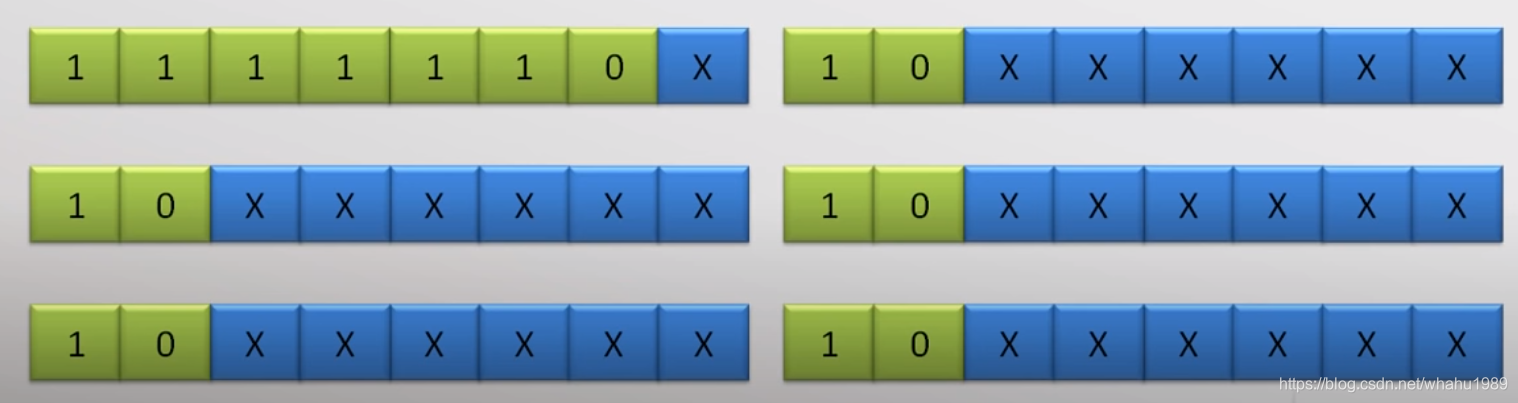 1 1 1 1 1 1 0 X 1 0 X X X X X X
1 0 X X X X X X 1 0 X X X X X X
1 0 X X X X X X 1 0 X X X X X X
https://blog.csdn.net/whahu1989